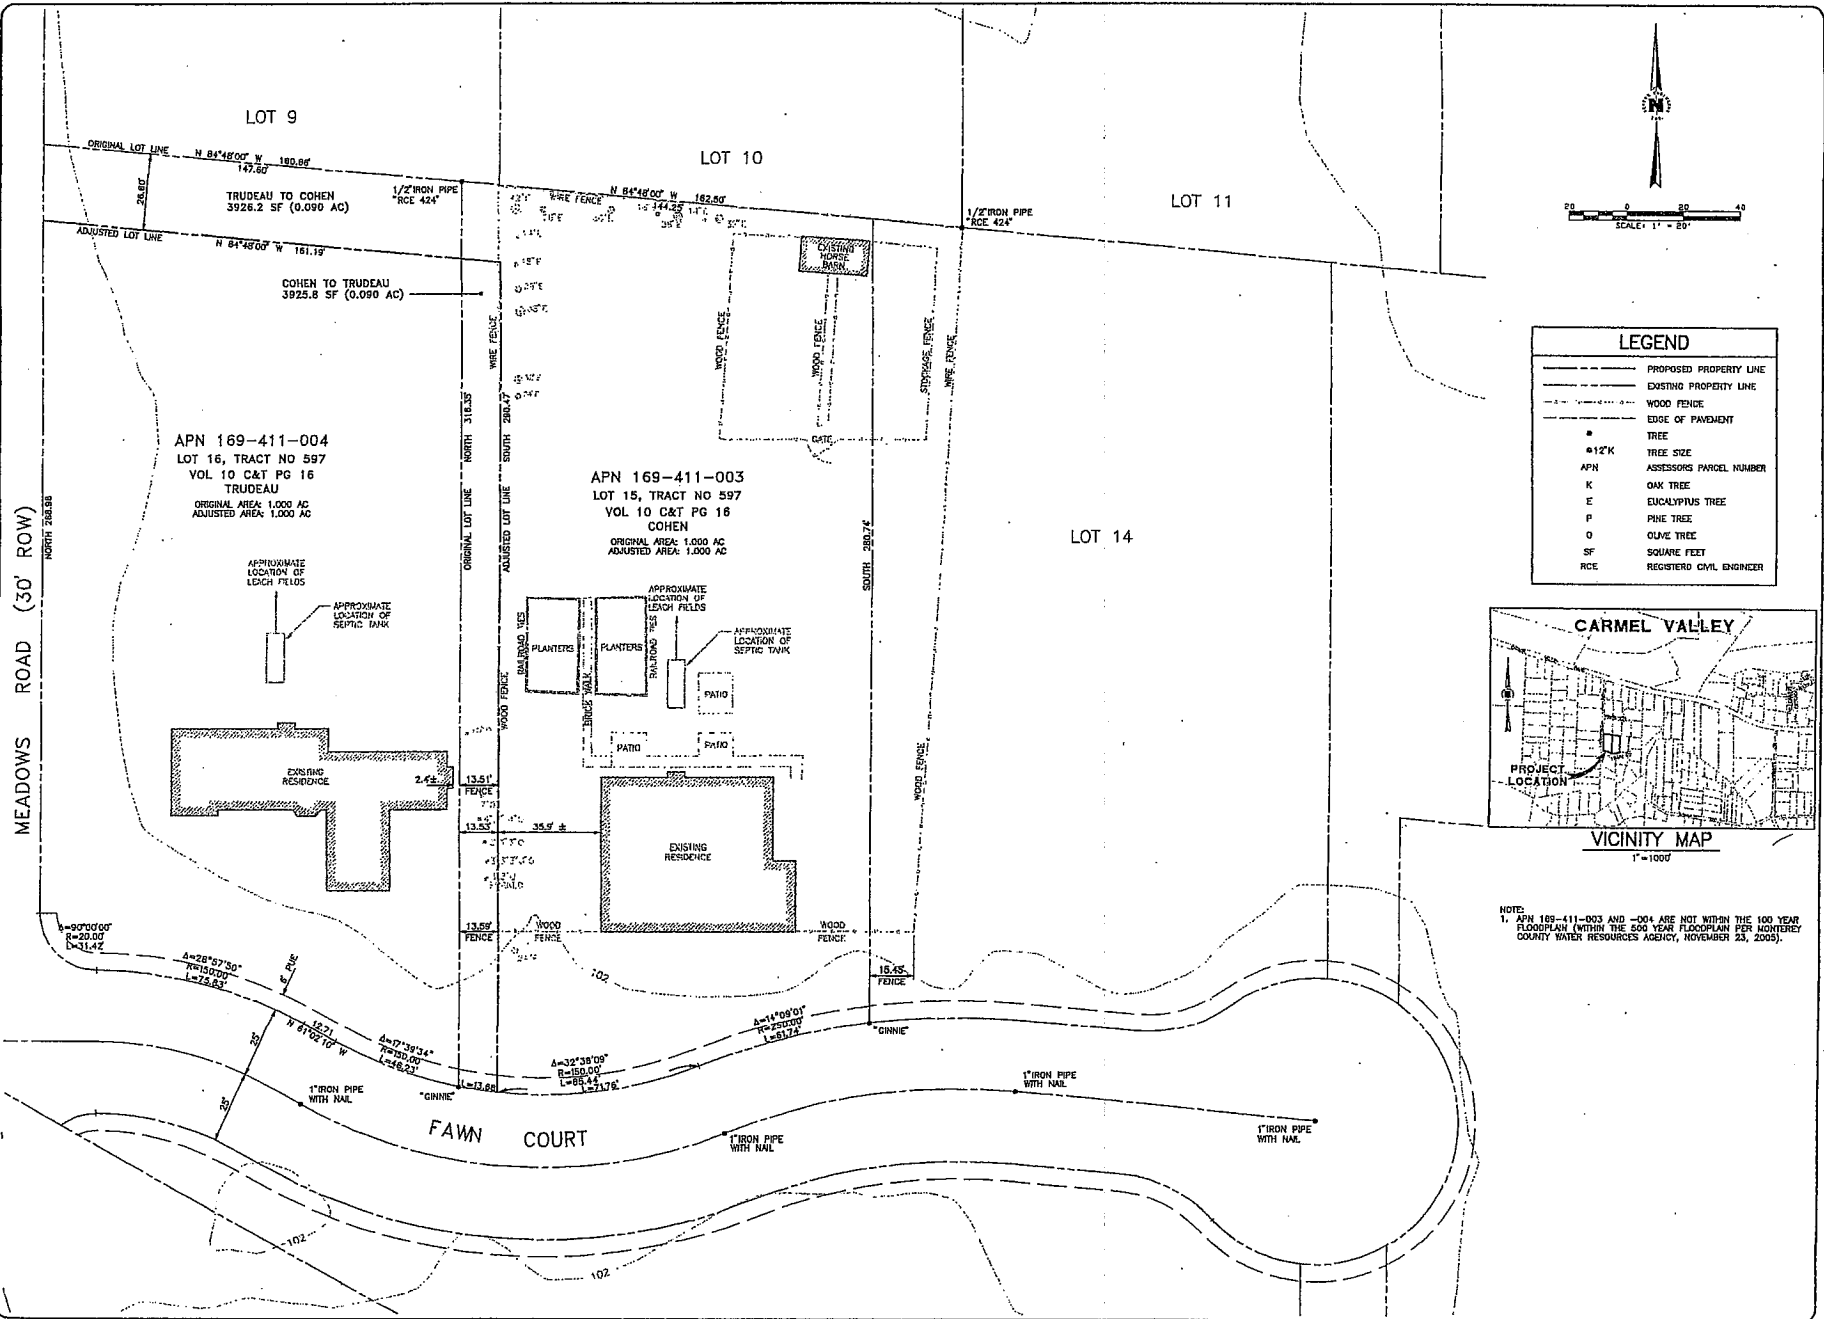 LOT 9
LOT 10
LOT 11
LOT 14
ORIGINAL LOT LINE
N 84°48'00" W 160.86'
147.60'
26.60'
TRUDEAU TO COHEN
3926.2 SF (0.090 AC)
1/2" IRON PIPE
"RCE 424"
ADJUSTED LOT LINE
N 84°48'00" W 161.19'
COHEN TO TRUDEAU
3925.8 SF (0.090 AC)
WIRE FENCE
N 84°48'00" W 162.50'
144.25'
1/2" IRON PIPE
"RCE 424"
EXISTING
HORSE
BARN
WIRE FENCE
WOOD FENCE
WOOD FENCE
STOCKAGE FENCE
WIRE FENCE
GATE
APN 169-411-004
LOT 16, TRACT NO 597
VOL 10 C&T PG 16
TRUDEAU
ORIGINAL AREA: 1.000 AC
ADJUSTED AREA: 1.000 AC
ORIGINAL LOT LINE NORTH 318.35'
ADJUSTED LOT LINE SOUTH 290.47'
APN 169-411-003
LOT 15, TRACT NO 597
VOL 10 C&T PG 16
COHEN
ORIGINAL AREA: 1.000 AC
ADJUSTED AREA: 1.000 AC
SOUTH 280.74'
MEADOWS ROAD (30' ROW)
NORTH 268.98
APPROXIMATE
LOCATION OF
LEACH FIELDS
APPROXIMATE
LOCATION OF
SEPTIC TANK
RAILROAD TIES
PLANTERS
BRICK WALK
PLANTERS
RAILROAD TIES
APPROXIMATE
LOCATION OF
LEACH FIELDS
APPROXIMATE
LOCATION OF
SEPTIC TANK
PATIO
PATIO
PATIO
WOOD FENCE
WOOD FENCE
EXISTING
RESIDENCE
2.4'±
13.51'
FENCE
13.53'
35.9' ±
EXISTING
RESIDENCE
13.59'
FENCE
WOOD
FENCE
WOOD
FENCE
15.45'
FENCE
102
Δ=90°00'00"
R=20.00'
L=31.42'
Δ=28°57'50"
R=150.00'
L=75.83'
6' PUE
12.71
N 61°02'10" W
Δ=17°39'34"
R=150.00'
L=46.23'
L=13.68
Δ=32°38'09"
R=150.00'
L=85.44'
L=71.76'
Δ=14°09'01"
R=250.00'
L=61.74'
"GINNIE"
"GINNIE"
25'
25'
1" IRON PIPE
WITH NAIL
FAWN COURT
1" IRON PIPE
WITH NAIL
1" IRON PIPE
WITH NAIL
1" IRON PIPE
WITH NAIL
102
102
N
20 0 20 40
SCALE: 1" = 20'
LEGEND
PROPOSED PROPERTY LINE
EXISTING PROPERTY LINE
WOOD FENCE
EDGE OF PAVEMENT
TREE
12"K TREE SIZE
APN ASSESSORS PARCEL NUMBER
K OAK TREE
E EUCALYPTUS TREE
P PINE TREE
O OLIVE TREE
SF SQUARE FEET
RCE REGISTERD CIVIL ENGINEER
CARMEL VALLEY
PROJECT
LOCATION
VICINITY MAP
1"=1000'
NOTE:
1. APN 169-411-003 AND -004 ARE NOT WITHIN THE 100 YEAR
FLOODPLAIN (WITHIN THE 500 YEAR FLOODPLAIN PER MONTEREY
COUNTY WATER RESOURCES AGENCY, NOVEMBER 23, 2005).